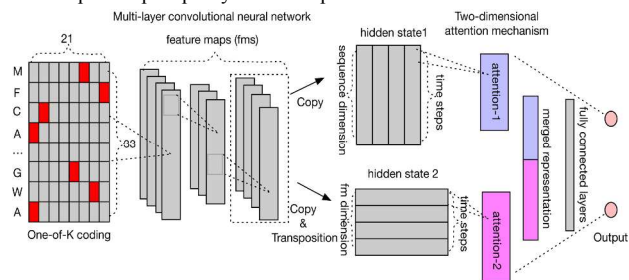 Multi-layer convolutional neural network
Two-dimensional
attention mechanism
21
feature maps (fms)
hidden state1
M
F
C
A
...
G
W
A
33
One-of-K coding
Copy
Copy
&
Transposition
sequence dimension
time steps
hidden state 2
fm dimension
time steps
attention-1
attention-2
merged representation
fully connected layers
Output